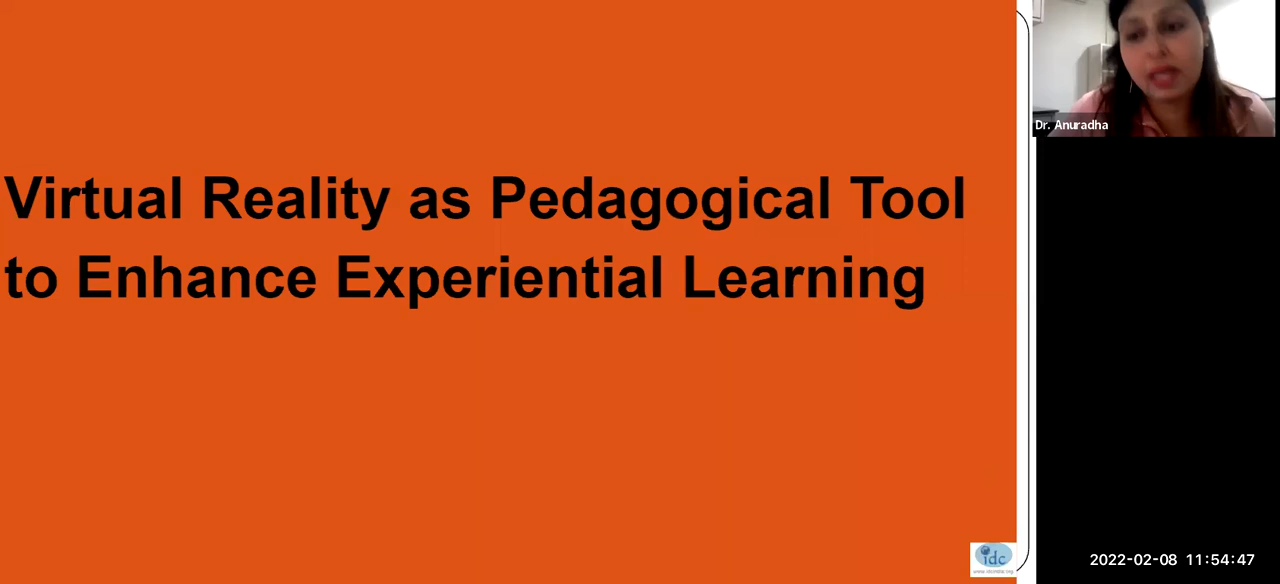 Virtual Reality as Pedagogical Tool
to Enhance Experiential Learning
Dr. Anuradha
idc
2022-02-08 11:54:47